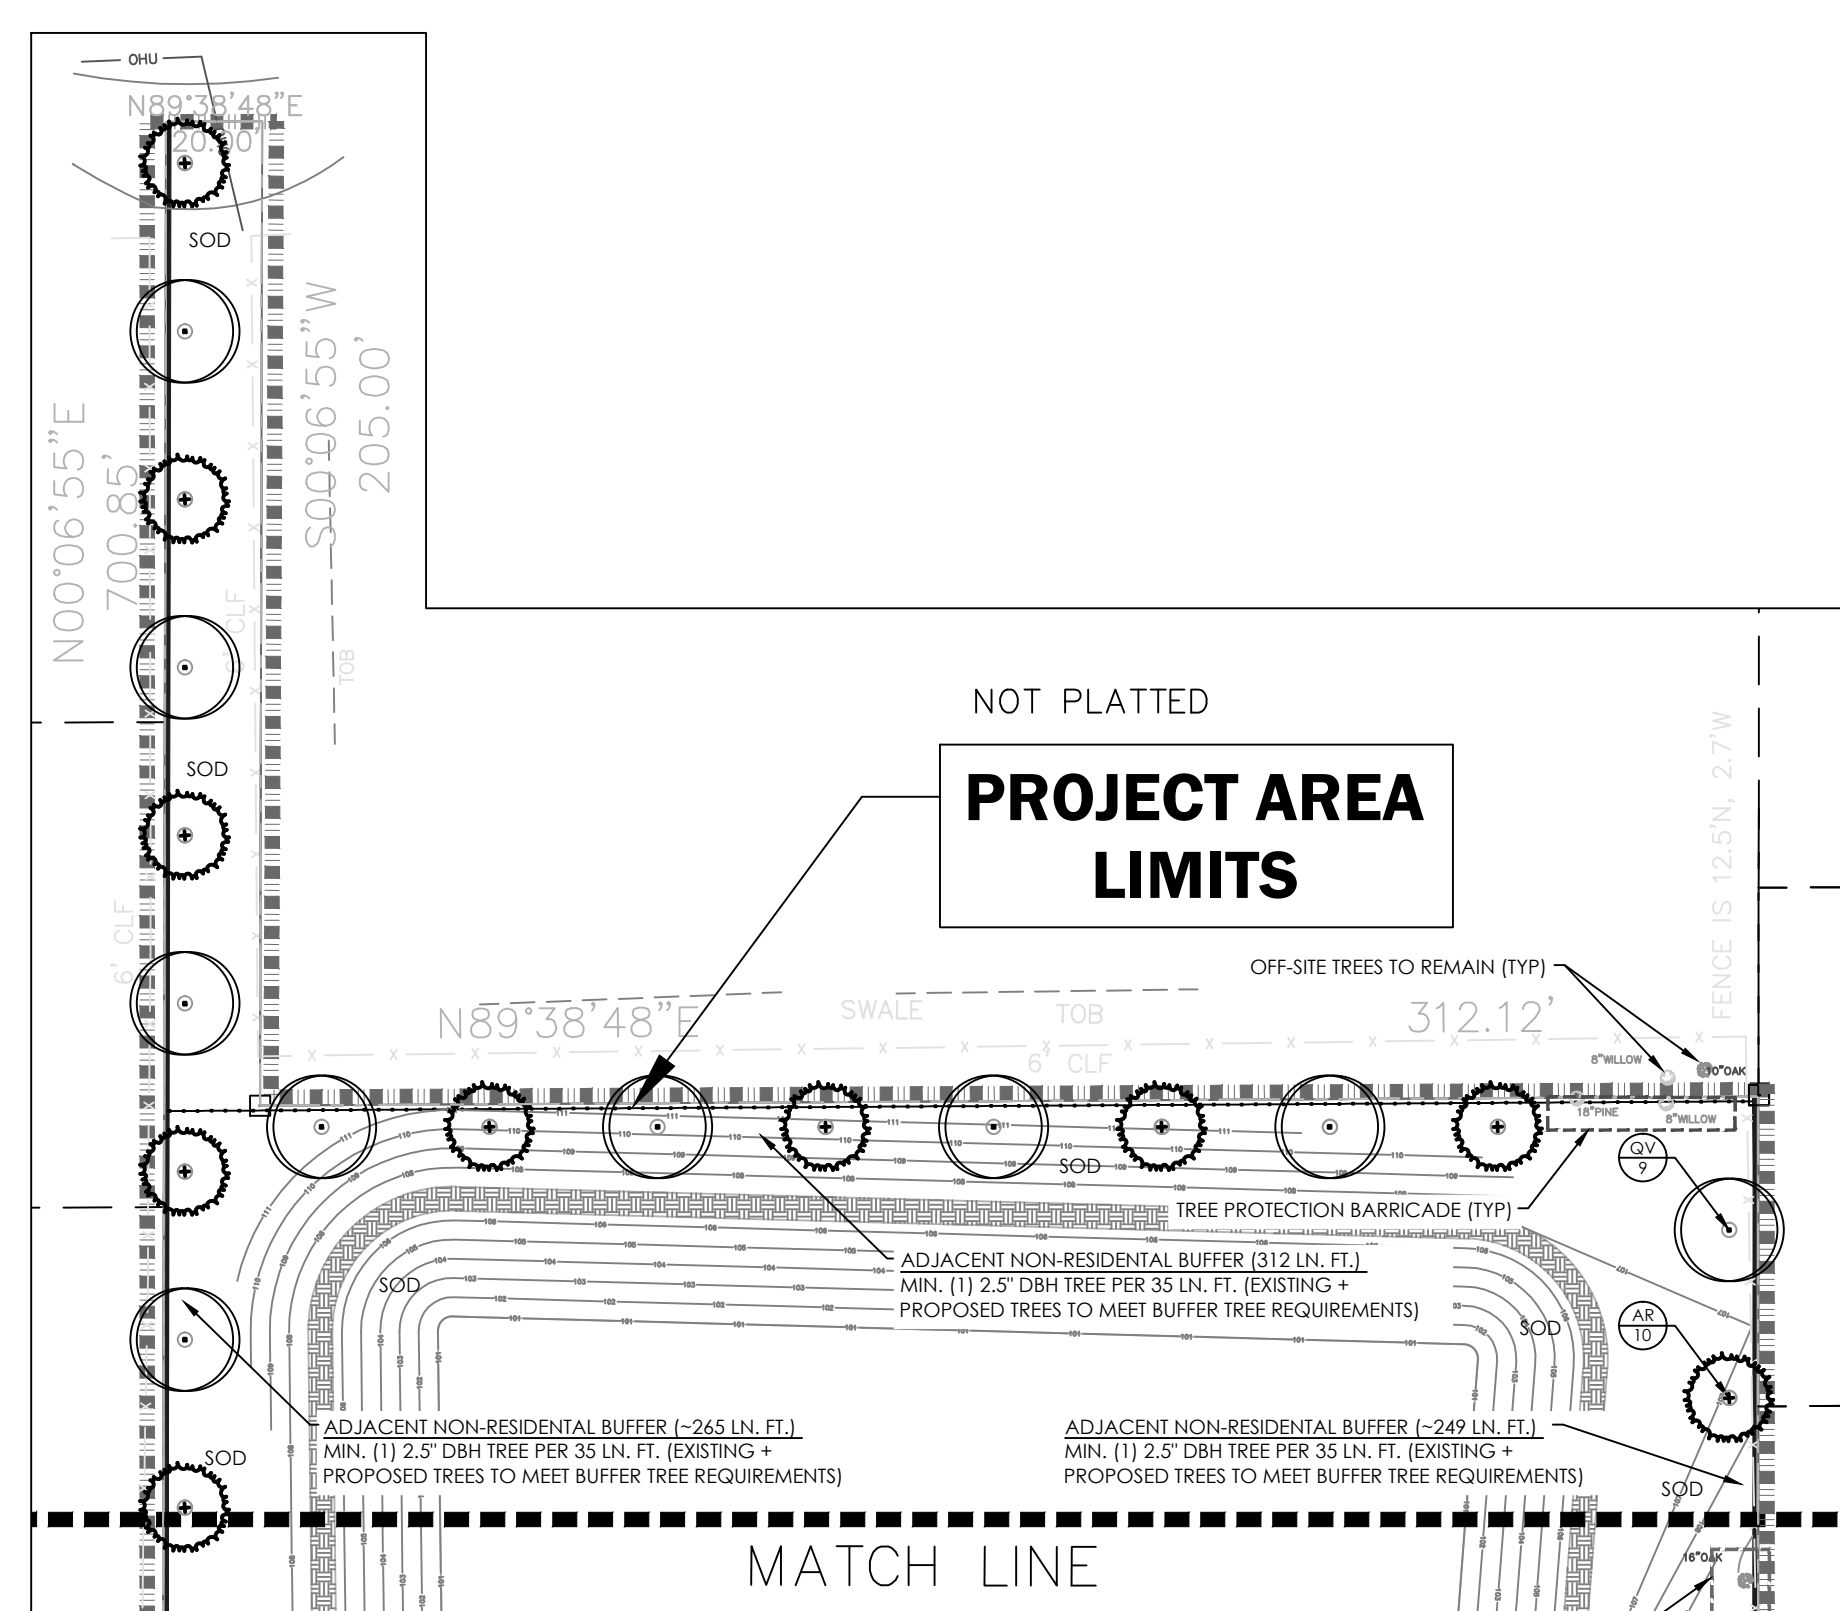 OHU
N89°38'48"E
20.00'
SOD
N00°06'55"E
700.85'
S00°06'55"W
205.00'
6' CLF
TOB
SOD
6' CLF
NOT PLATTED
PROJECT AREA
LIMITS
FENCE IS 12.5'N, 2.7'W
OFF-SITE TREES TO REMAIN (TYP)
N89°38'48"E
SWALE
TOB
312.12'
6' CLF
8"WILLOW
10"OAK
18"PINE
8"WILLOW
SOD
QV
9
TREE PROTECTION BARRICADE (TYP)
ADJACENT NON-RESIDENTAL BUFFER (312 LN. FT.)
MIN. (1) 2.5" DBH TREE PER 35 LN. FT. (EXISTING +
PROPOSED TREES TO MEET BUFFER TREE REQUIREMENTS)
SOD
SOD
AR
10
ADJACENT NON-RESIDENTAL BUFFER (~265 LN. FT.)
MIN. (1) 2.5" DBH TREE PER 35 LN. FT. (EXISTING +
PROPOSED TREES TO MEET BUFFER TREE REQUIREMENTS)
ADJACENT NON-RESIDENTAL BUFFER (~249 LN. FT.)
MIN. (1) 2.5" DBH TREE PER 35 LN. FT. (EXISTING +
PROPOSED TREES TO MEET BUFFER TREE REQUIREMENTS)
SOD
SOD
MATCH LINE
16"OAK